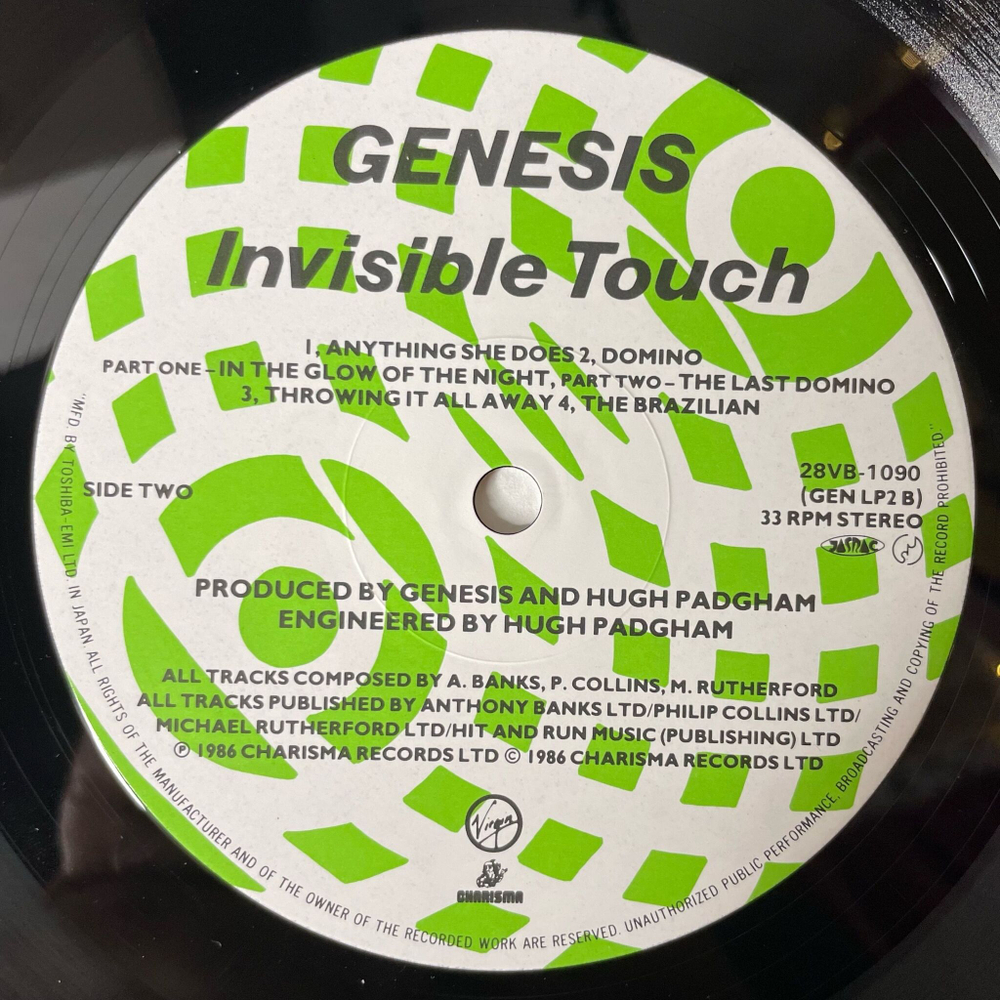 GENESIS
Invisible Touch
1, ANYTHING SHE DOES 2, DOMINO
PART ONE – IN THE GLOW OF THE NIGHT, PART TWO – THE LAST DOMINO
3, THROWING IT ALL AWAY 4, THE BRAZILIAN
SIDE TWO
28VB-1090
(GEN LP2 B)
33 RPM STEREO
JASRAC
PRODUCED BY GENESIS AND HUGH PADGHAM
ENGINEERED BY HUGH PADGHAM
ALL TRACKS COMPOSED BY A. BANKS, P. COLLINS, M. RUTHERFORD
ALL TRACKS PUBLISHED BY ANTHONY BANKS LTD/PHILIP COLLINS LTD/
MICHAEL RUTHERFORD LTD/HIT AND RUN MUSIC (PUBLISHING) LTD
Ⓟ 1986 CHARISMA RECORDS LTD © 1986 CHARISMA RECORDS LTD
Virgin
CHARISMA
"MFD. BY TOSHIBA-EMI LTD. IN JAPAN. ALL RIGHTS OF THE MANUFACTURER AND OF THE OWNER OF THE RECORDED WORK ARE RESERVED. UNAUTHORIZED PUBLIC PERFORMANCE, BROADCASTING AND COPYING OF THE RECORD PROHIBITED."